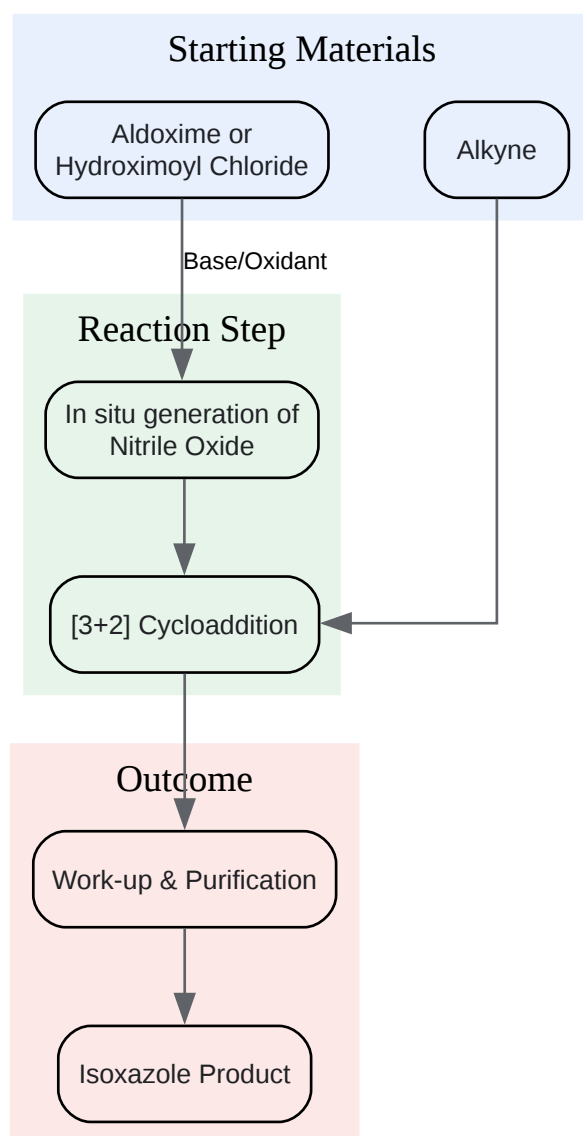 Starting Materials
Aldoxime or
Hydroximoyl Chloride
Alkyne
Base/Oxidant
Reaction Step
In situ generation of
Nitrile Oxide
[3+2] Cycloaddition
Outcome
Work-up & Purification
Isoxazole Product